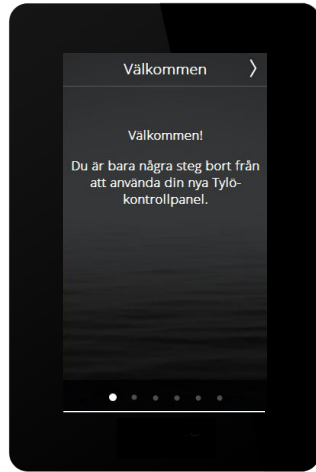 Välkommen
Välkommen!
Du är bara några steg bort från
att använda din nya Tylö-
kontrollpanel.